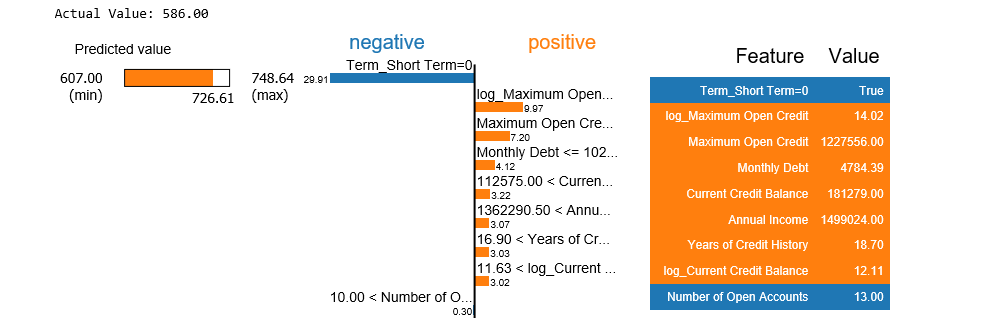 Actual Value: 586.00
Predicted value
607.00
(min)
726.61
748.64
(max)
negative
positive
Term_Short Term=0
29.91
log_Maximum Open...
9.97
Maximum Open Cre...
7.20
Monthly Debt <= 102...
4.12
112575.00 < Curren...
3.22
1362290.50 < Annu...
3.07
16.90 < Years of Cr...
3.03
11.63 < log_Current ...
3.02
10.00 < Number of O...
0.30
Feature Value
Term_Short Term=0 True
log_Maximum Open Credit 14.02
Maximum Open Credit 1227556.00
Monthly Debt 4784.39
Current Credit Balance 181279.00
Annual Income 1499024.00
Years of Credit History 18.70
log_Current Credit Balance 12.11
Number of Open Accounts 13.00